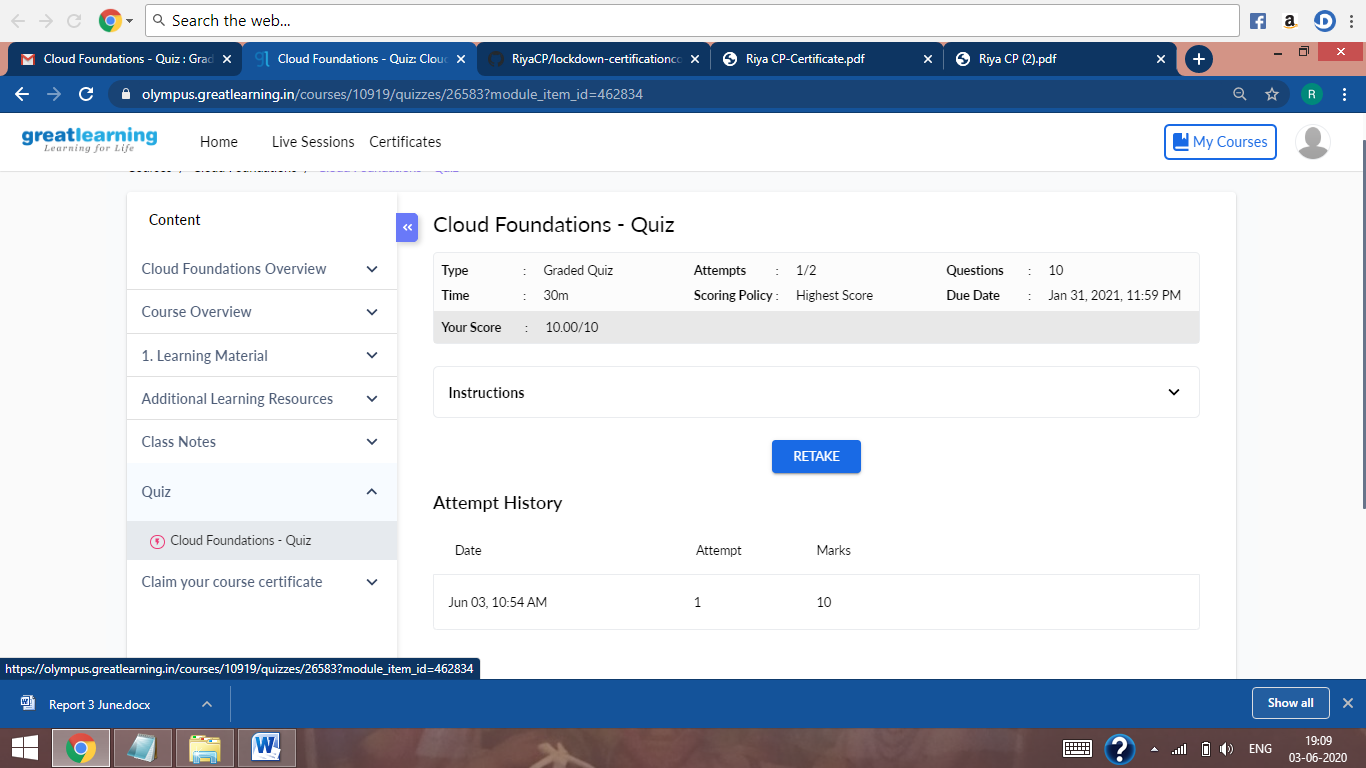 Search the web...
Cloud Foundations - Quiz : Grad
Cloud Foundations - Quiz: Clou
RiyaCP/lockdown-certificationco
Riya CP-Certificate.pdf
Riya CP (2).pdf
olympus.greatlearning.in/courses/10919/quizzes/26583?module_item_id=462834
R
greatlearning
Learning for Life
Home Live Sessions Certificates
My Courses
Content
Cloud Foundations Overview
Course Overview
1. Learning Material
Additional Learning Resources
Class Notes
Quiz
Cloud Foundations - Quiz
Claim your course certificate
«
Cloud Foundations - Quiz
Type : Graded Quiz Attempts : 1/2 Questions : 10
Time : 30m Scoring Policy : Highest Score Due Date : Jan 31, 2021, 11:59 PM
Your Score : 10.00/10
Instructions
RETAKE
Attempt History
Date Attempt Marks
Jun 03, 10:54 AM 1 10
https://olympus.greatlearning.in/courses/10919/quizzes/26583?module_item_id=462834
Report 3 June.docx
Show all
ENG
19:09
03-06-2020